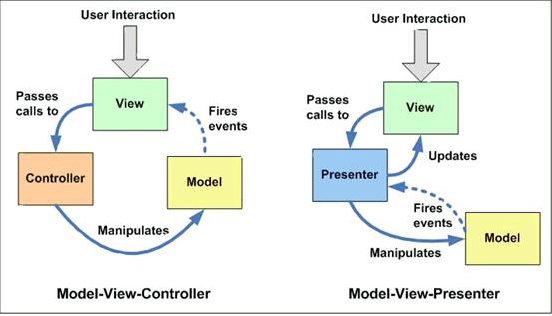 User Interaction
Passes
calls to
View
Fires
events
Controller
Model
Manipulates
Model-View-Controller
User Interaction
Passes
calls to
View
Updates
Presenter
Fires
events
Model
Manipulates
Model-View-Presenter